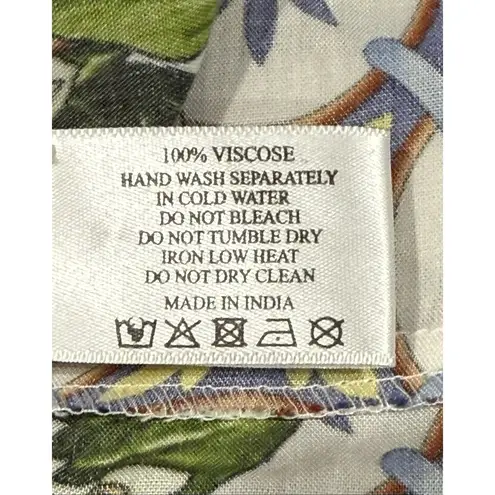 100% VISCOSE
HAND WASH SEPARATELY
IN COLD WATER
DO NOT BLEACH
DO NOT TUMBLE DRY
IRON LOW HEAT
DO NOT DRY CLEAN
MADE IN INDIA